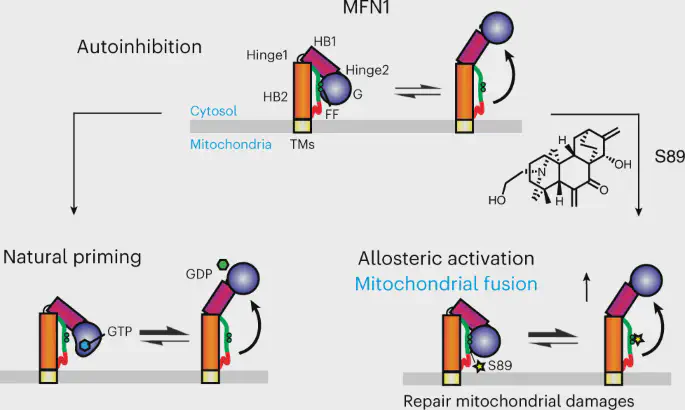 MFN1
Autoinhibition
HB1
Hinge1
Hinge2
HB2
G
FF
Cytosol
Mitochondria
TMs
H
OH
N
O
HO
H
S89
Natural priming
GDP
GTP
Allosteric activation
Mitochondrial fusion
S89
Repair mitochondrial damages